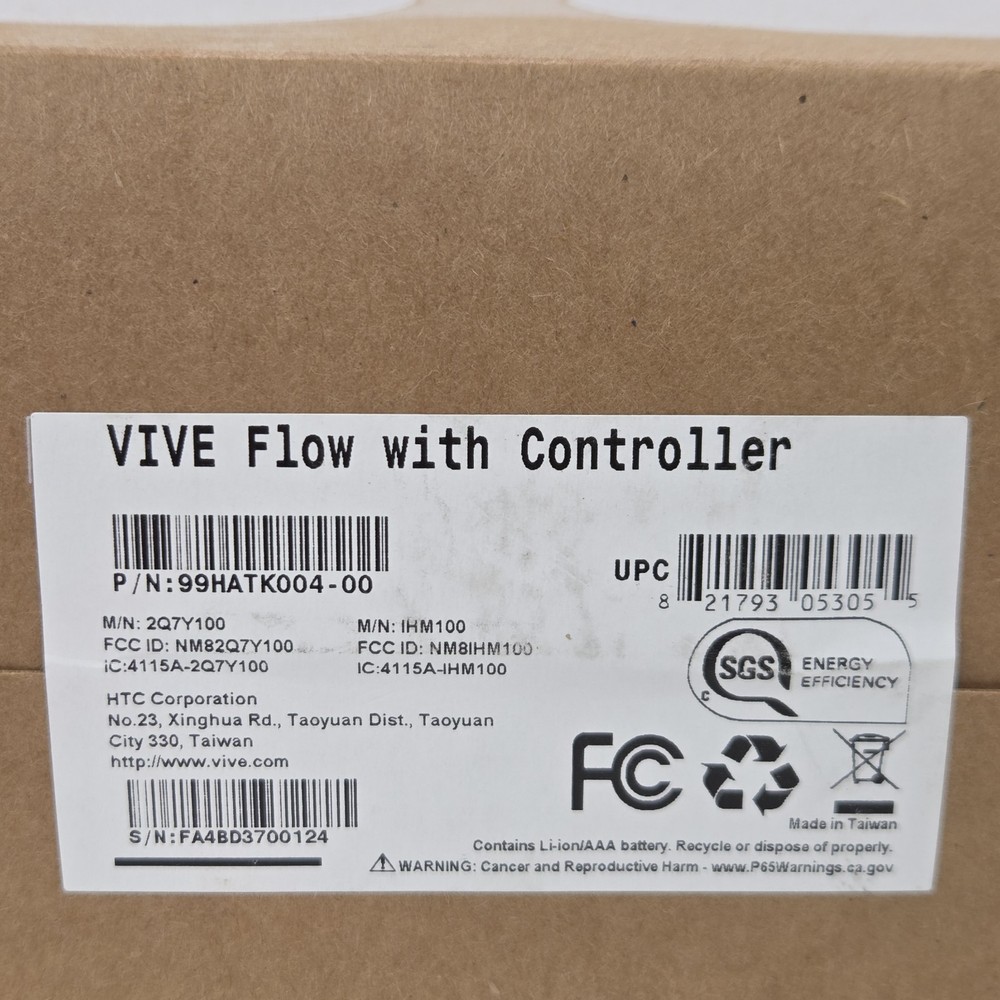 VIVE Flow with Controller
P/N:99HATK004-00
UPC
8 21793 05305 5
M/N: 2Q7Y100
FCC ID: NM82Q7Y100
IC:4115A-2Q7Y100
M/N: IHM100
FCC ID: NM8IHM100
IC:4115A-IHM100
SGS
C
ENERGY
EFFICIENCY
HTC Corporation
No.23, Xinghua Rd., Taoyuan Dist., Taoyuan
City 330, Taiwan
http://www.vive.com
S/N:FA4BD3700124
FC
Made in Taiwan
Contains Li-ion/AAA battery. Recycle or dispose of properly.
WARNING: Cancer and Reproductive Harm - www.P65Warnings.ca.gov